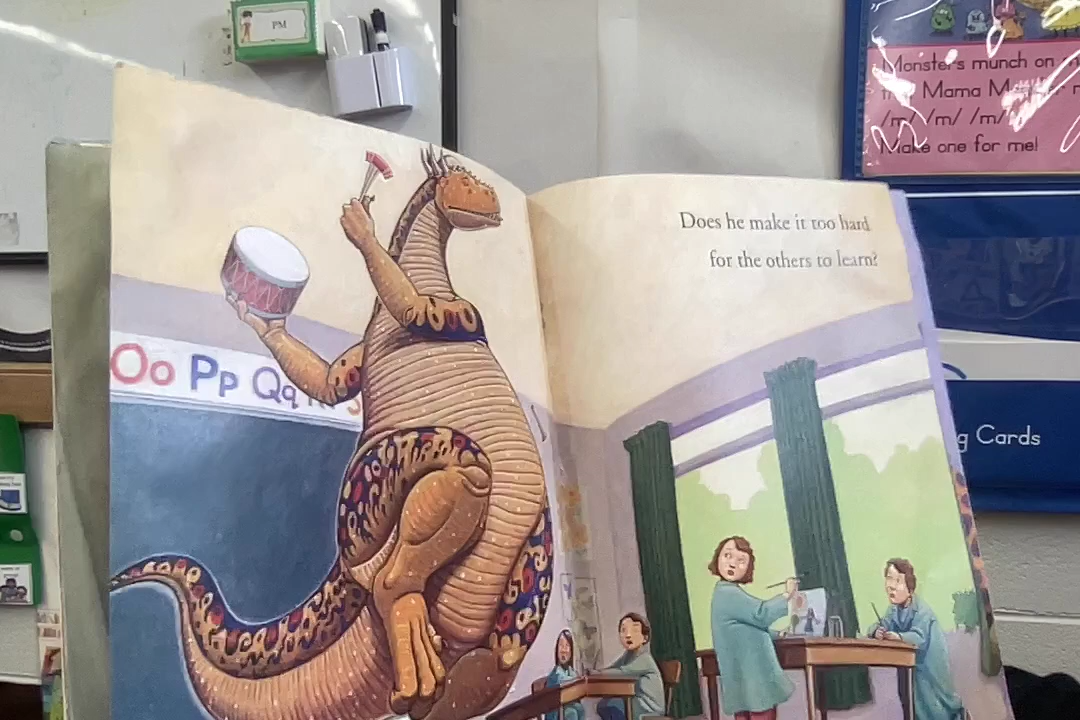 PM
Monsters munch on
Mama
/m/ /m/ /m/
Make one for me!
Does he make it too hard
for the others to learn?
Oo Pp Qq
g Cards